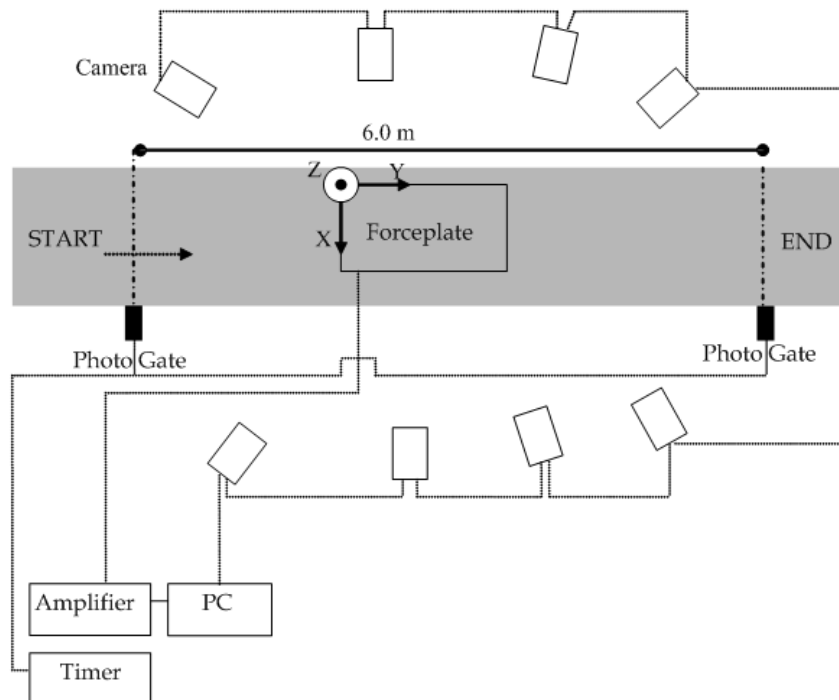 Camera
6.0 m
Z
Y
START
X
Forceplate
END
Photo Gate
Photo Gate
Amplifier
PC
Timer